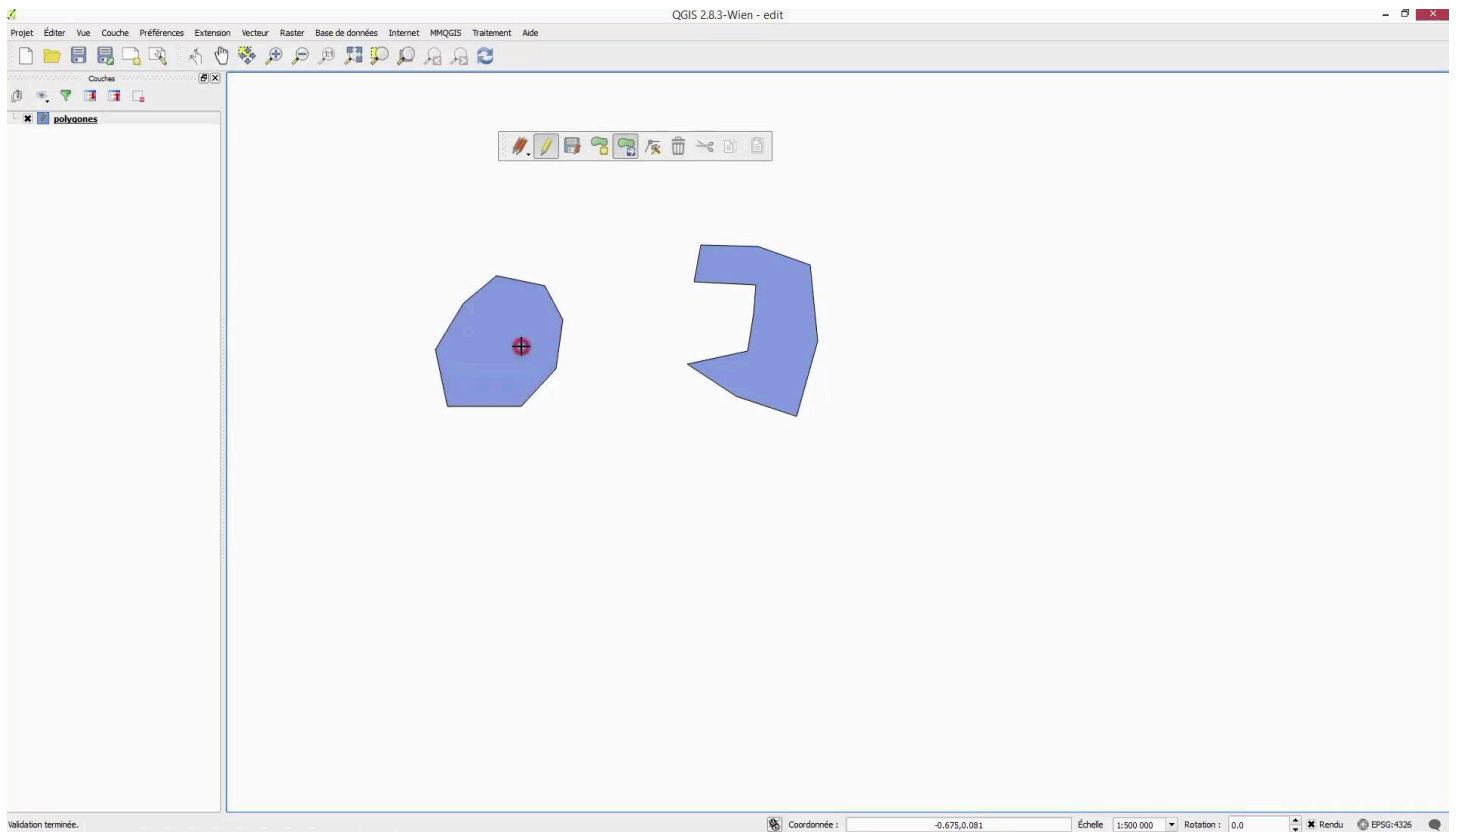 QGIS 2.8.3-Wien - edit
Projet Éditer Vue Couche Préférences Extension Vecteur Raster Base de données Internet MMQGIS Traitement Aide
Couches
polygones
Validation terminée.
Coordonnée : -0.675,0.081 Échelle 1:500 000 Rotation : 0.0 Rendu EPSG:4326